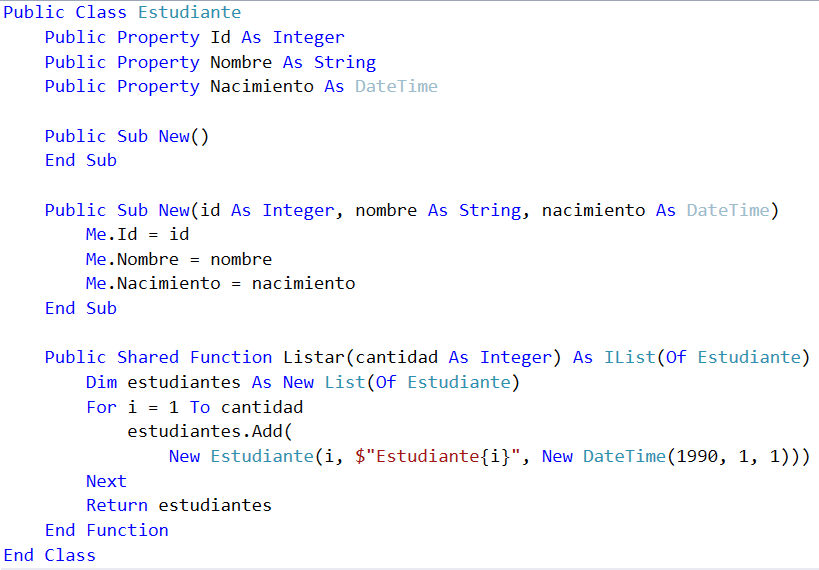 Public Class Estudiante
    Public Property Id As Integer
    Public Property Nombre As String
    Public Property Nacimiento As DateTime

    Public Sub New()
    End Sub

    Public Sub New(id As Integer, nombre As String, nacimiento As DateTime)
        Me.Id = id
        Me.Nombre = nombre
        Me.Nacimiento = nacimiento
    End Sub

    Public Shared Function Listar(cantidad As Integer) As IList(Of Estudiante)
        Dim estudiantes As New List(Of Estudiante)
        For i = 1 To cantidad
            estudiantes.Add(
                New Estudiante(i, $"Estudiante{i}", New DateTime(1990, 1, 1)))
        Next
        Return estudiantes
    End Function
End Class